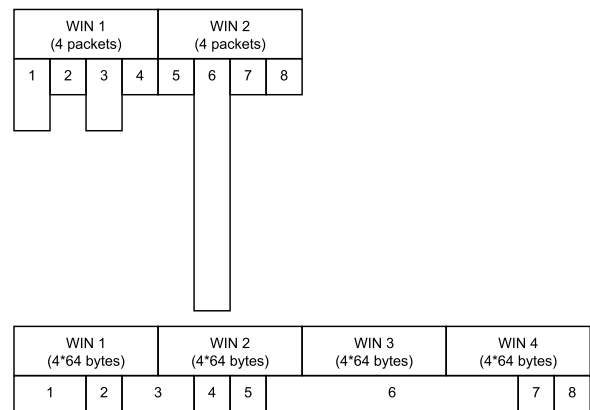 WIN 1 WIN 2
(4 packets) (4 packets)
1 2 3 4 5 6 7 8
WIN 1 WIN 2 WIN 3 WIN 4
(4*64 bytes) (4*64 bytes) (4*64 bytes) (4*64 bytes)
1 2 3 4 5 6 7 8